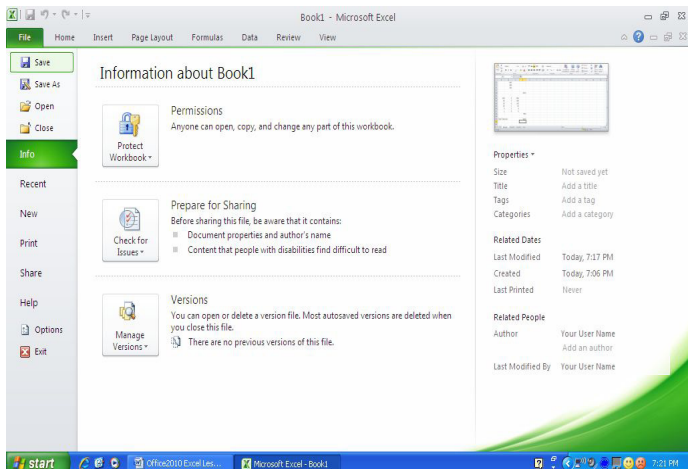 Book1 - Microsoft Excel
File Home Insert Page Layout Formulas Data Review View
Save
Save As
Open
Close
Info
Recent
New
Print
Share
Help
Options
Exit
Information about Book1
Protect
Workbook
Permissions
Anyone can open, copy, and change any part of this workbook.
Check for
Issues
Prepare for Sharing
Before sharing this file, be aware that it contains:
Document properties and author's name
Content that people with disabilities find difficult to read
Manage
Versions
Versions
You can open or delete a version file. Most autosaved versions are deleted when
you close this file.
There are no previous versions of this file.
Properties
Size Not saved yet
Title Add a title
Tags Add a tag
Categories Add a category
Related Dates
Last Modified Today, 7:17 PM
Created Today, 7:06 PM
Last Printed Never
Related People
Author Your User Name
Add an author
Last Modified By Your User Name
start Office2010 Excel Les... Microsoft Excel - Book1 7:21 PM